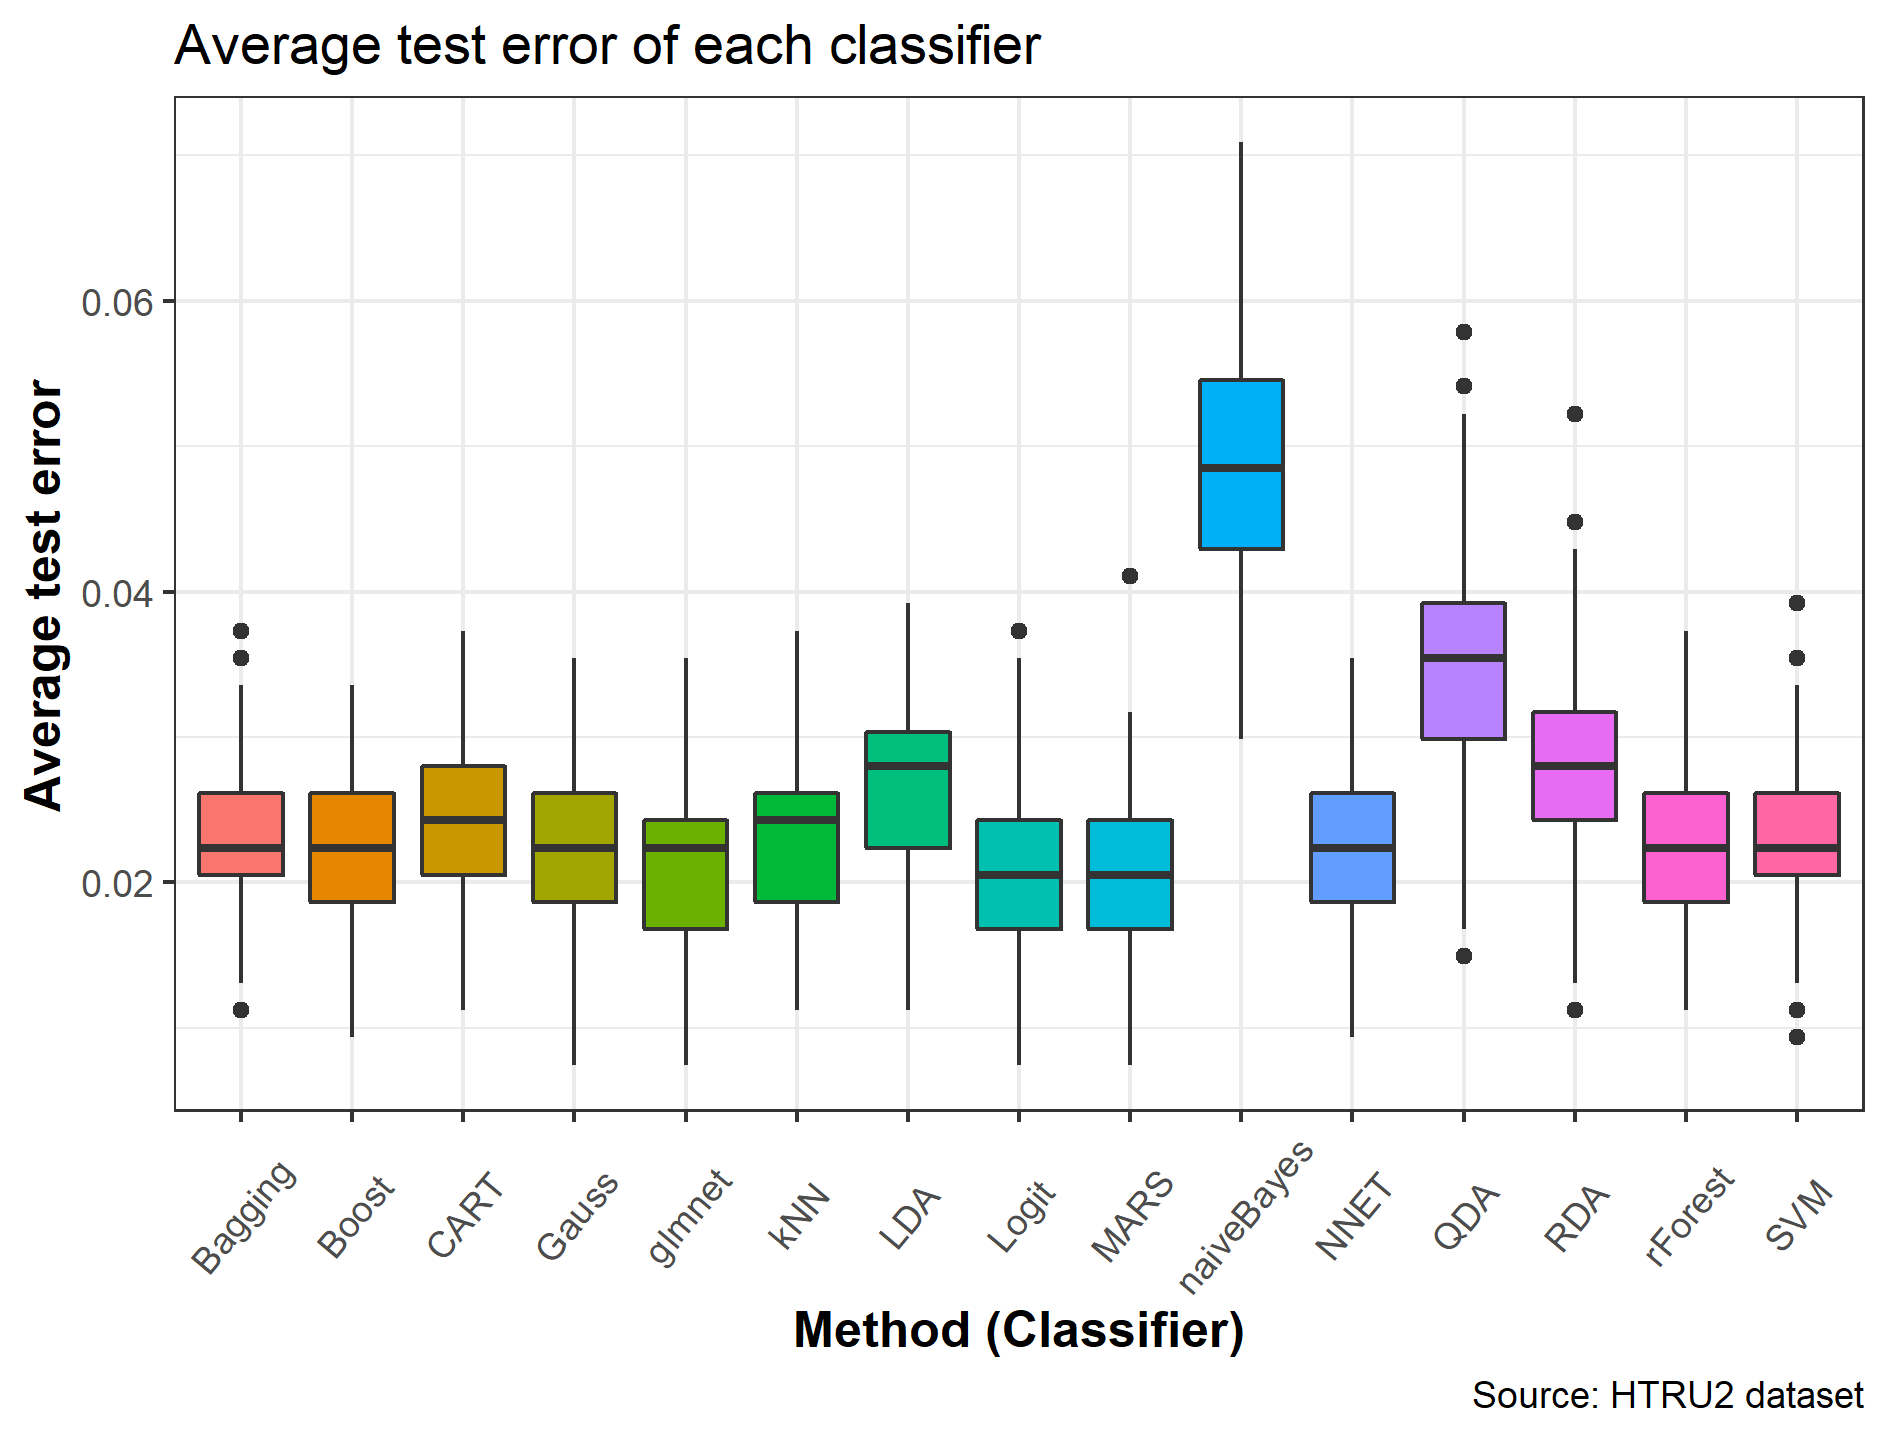 Average test error of each classifier
Average test error
0.06
0.04
0.02
Bagging
Boost
CART
Gauss
glmnet
kNN
LDA
Logit
MARS
naiveBayes
NNET
QDA
RDA
rForest
SVM
Method (Classifier)
Source: HTRU2 dataset